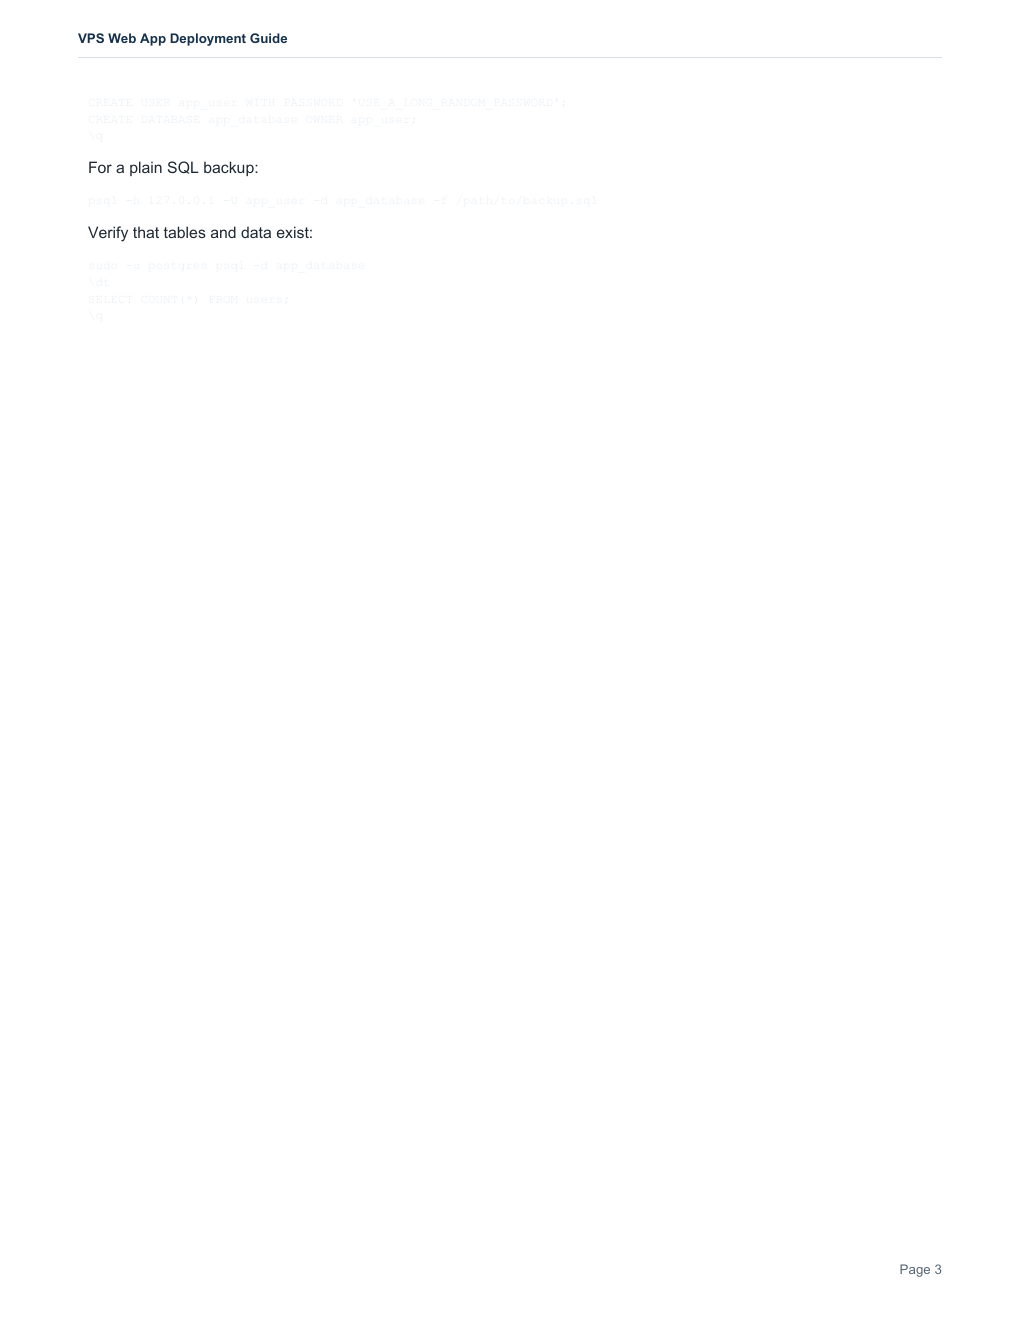 VPS Web App Deployment Guide
CREATE USER app_user WITH PASSWORD 'USE_A_LONG_RANDOM_PASSWORD';
CREATE DATABASE app_database OWNER app_user;
\q
For a plain SQL backup:
psql -h 127.0.0.1 -U app_user -d app_database -f /path/to/backup.sql
Verify that tables and data exist:
sudo -u postgres psql -d app_database
\dt
SELECT COUNT(*) FROM users;
\q
Page 3